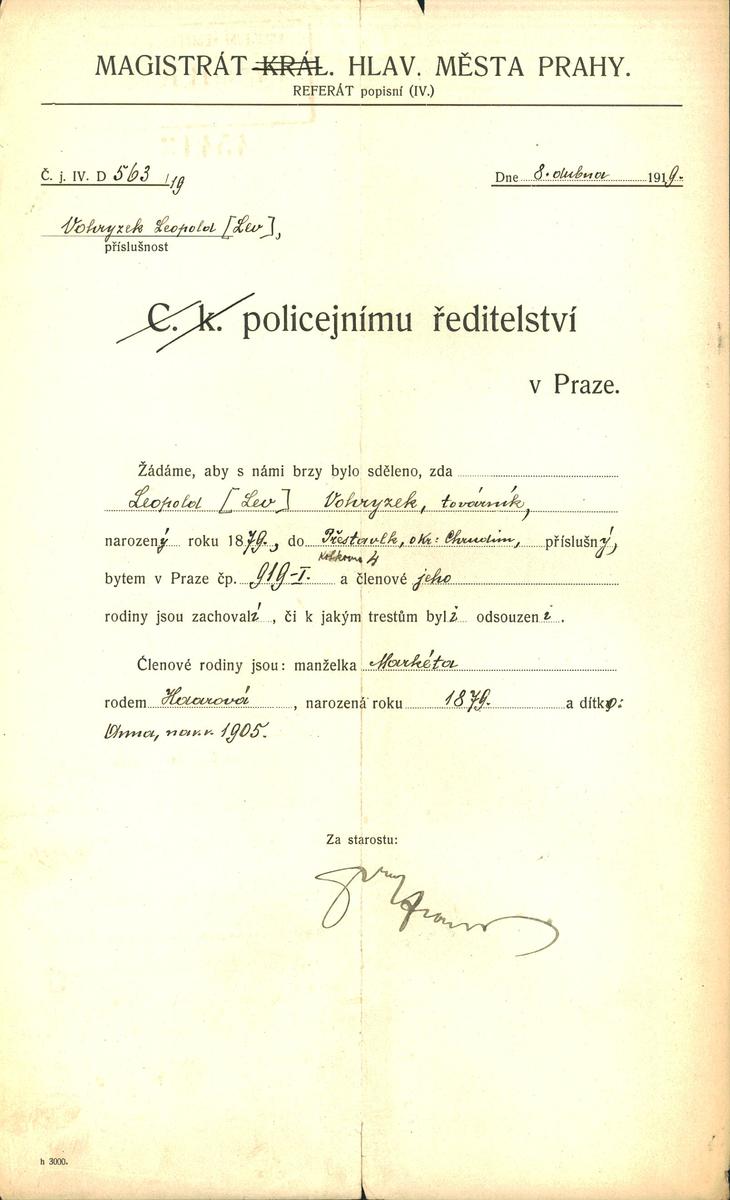 MAGISTRÁT KRÁL. HLAV. MĚSTA PRAHY.
REFERÁT popisní (IV.)
Č. j. IV. D 563/19
Dne 8. dubna 1919.
Vohryzek Leopold [Lev],
příslušnost
C. k. policejnímu ředitelství
v Praze.
Žádáme, aby s námi brzy bylo sděleno, zda
Leopold [Lev] Vohryzek, továrník,
narozený roku 1879., do Přestavlk, okr: Chrudim, příslušný,
4
bytem v Praze čp. 919-I. a členové jeho
rodiny jsou zachovalí, či k jakým trestům byli odsouzeni.
Členové rodiny jsou: manželka Markéta
rodem Haarová, narozená roku 1879. a dítko:
Anna, nar. r. 1905.
Za starostu:
h 3000.